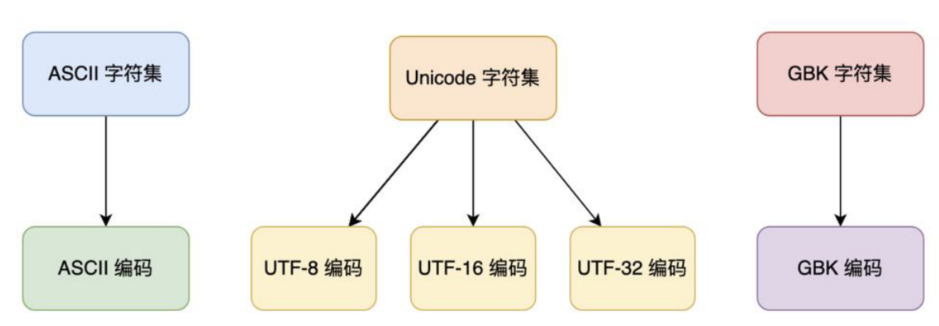 ASCII 字符集
Unicode 字符集
GBK 字符集
ASCII 编码
UTF-8 编码
UTF-16 编码
UTF-32 编码
GBK 编码